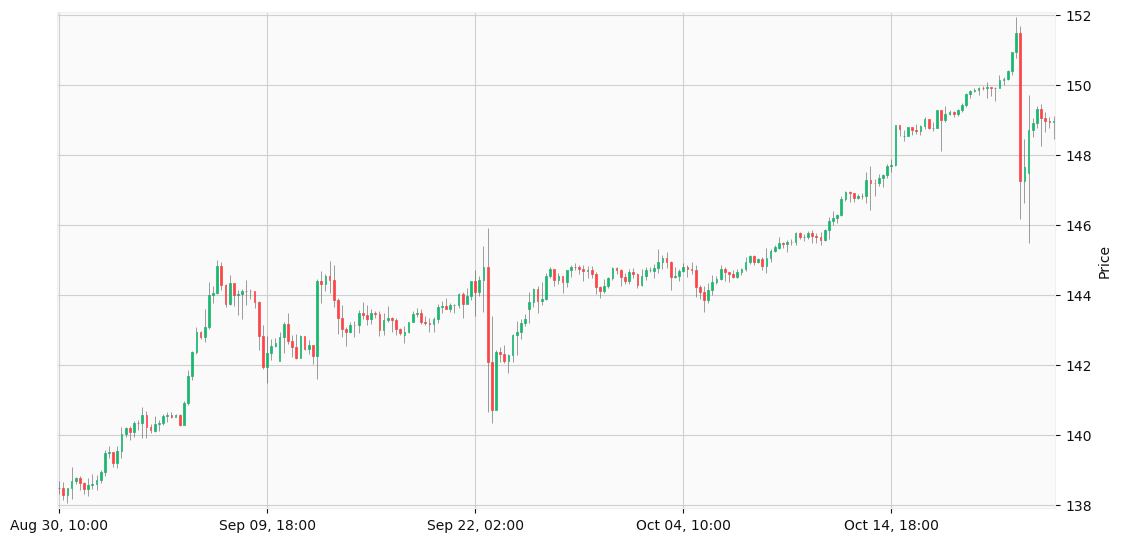 152
150
148
146
144
142
140
138
Price
Aug 30, 10:00
Sep 09, 18:00
Sep 22, 02:00
Oct 04, 10:00
Oct 14, 18:00